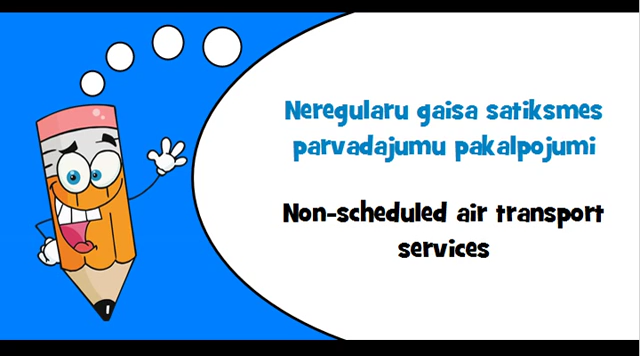 Neregularu gaisa satiksmes
parvadajumu pakalpojumi
Non-scheduled air transport
services